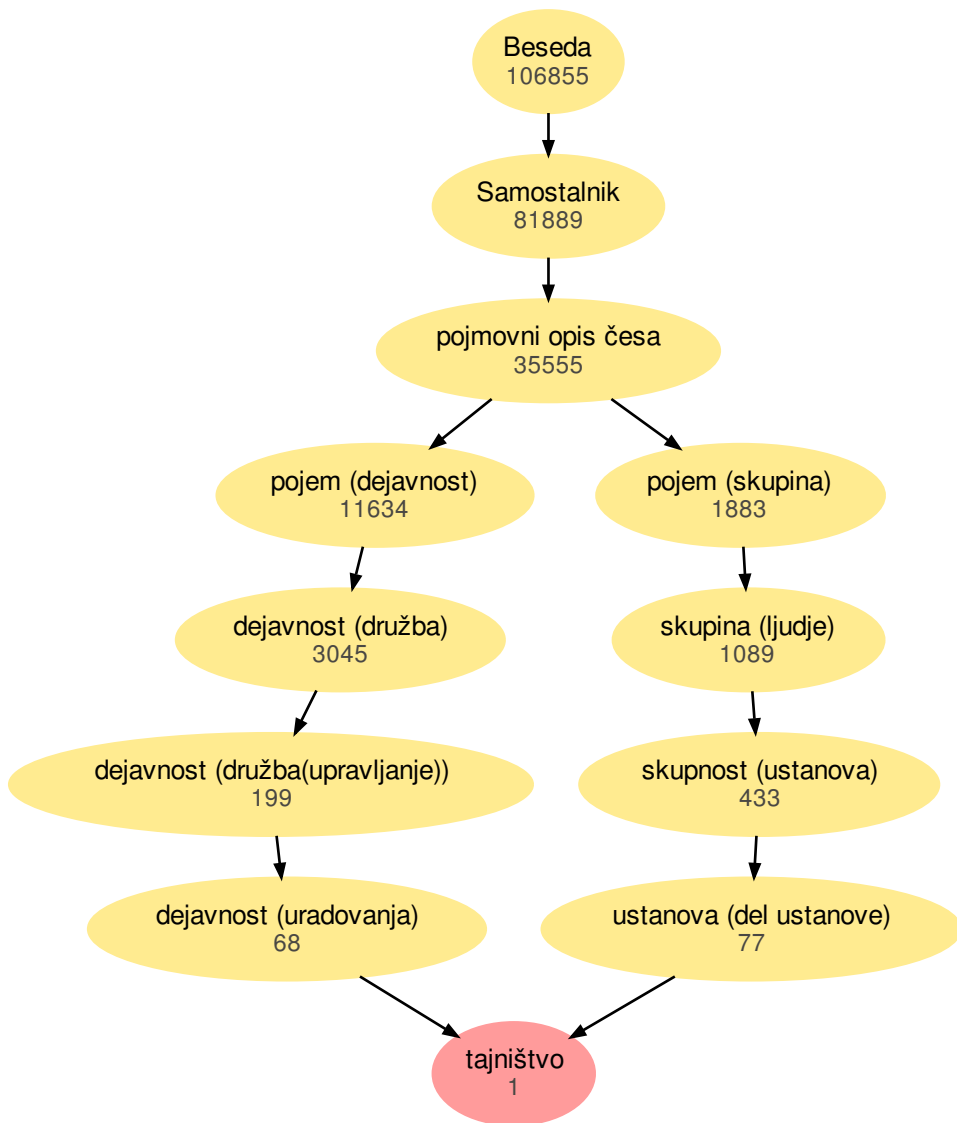 Beseda
106855
Samostalnik
81889
pojmovni opis česa
35555
pojem (dejavnost)
11634
pojem (skupina)
1883
dejavnost (družba)
3045
skupina (ljudje)
1089
dejavnost (družba(upravljanje))
199
skupnost (ustanova)
433
dejavnost (uradovanja)
68
ustanova (del ustanove)
77
tajništvo
1